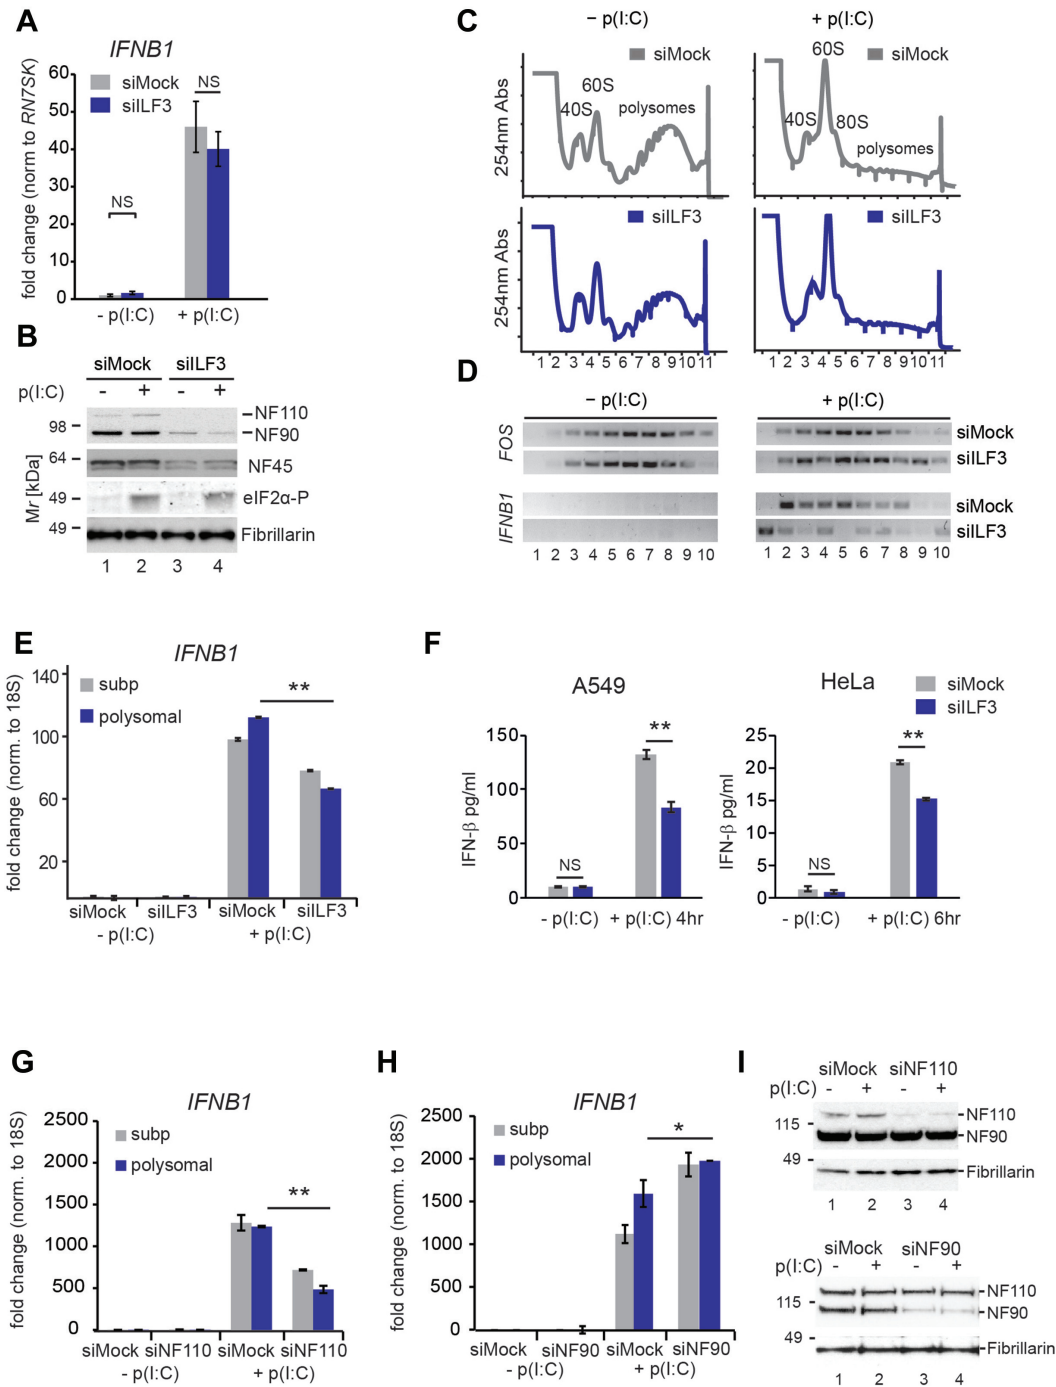 A
IFNB1
fold change (norm to RN7SK)
60
50
40
30
20
10
0
siMock
siILF3
NS
NS
- p(I:C) + p(I:C)
B
siMock siILF3
p(I:C) - + - +
Mr [kDa]
98
64
49
49
NF110
NF90
NF45
eIF2α-P
Fibrillarin
1 2 3 4
C
− p(I:C) + p(I:C)
254nm Abs
siMock
40S
60S
polysomes
siMock
60S
40S
80S
polysomes
254nm Abs
siILF3
siILF3
1 2 3 4 5 6 7 8 9 10 11
1 2 3 4 5 6 7 8 9 10 11
D
− p(I:C) + p(I:C)
FOS
siMock
siILF3
IFNB1
siMock
siILF3
1 2 3 4 5 6 7 8 9 10
1 2 3 4 5 6 7 8 9 10
E
IFNB1
fold change (norm. to 18S)
140
100
60
20
subp
polysomal
**
siMock siILF3 siMock siILF3
- p(I:C) + p(I:C)
F
siMock
siILF3
A549
IFN-β pg/ml
150
100
50
0
NS
**
- p(I:C) + p(I:C) 4hr
HeLa
IFN-β pg/ml
25
20
15
10
5
0
NS
**
- p(I:C) + p(I:C) 6hr
G
IFNB1
fold change (norm. to 18S)
2500
2000
1500
1000
500
0
subp
polysomal
**
siMock siNF110 siMock siNF110
- p(I:C) + p(I:C)
H
IFNB1
fold change (norm. to 18S)
2500
2000
1500
1000
500
0
subp
polysomal
*
siMock siNF90 siMock siNF90
- p(I:C) + p(I:C)
I
siMock siNF110
p(I:C) - + - +
115
49
NF110
NF90
Fibrillarin
1 2 3 4
siMock siNF90
p(I:C) - + - +
115
49
NF110
NF90
Fibrillarin
1 2 3 4